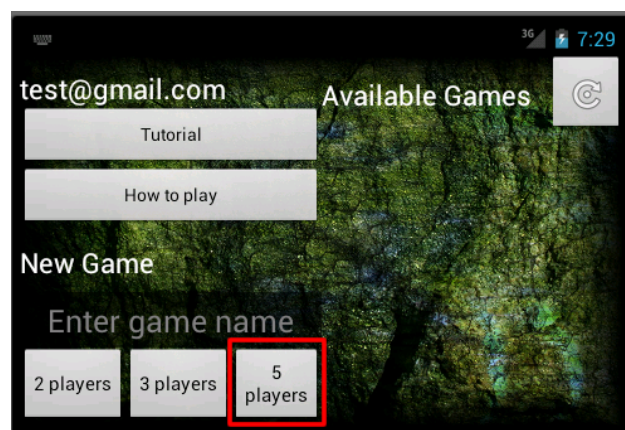 3G 7:29
test@gmail.com
Available Games
Tutorial
How to play
New Game
Enter game name
2 players
3 players
5
players